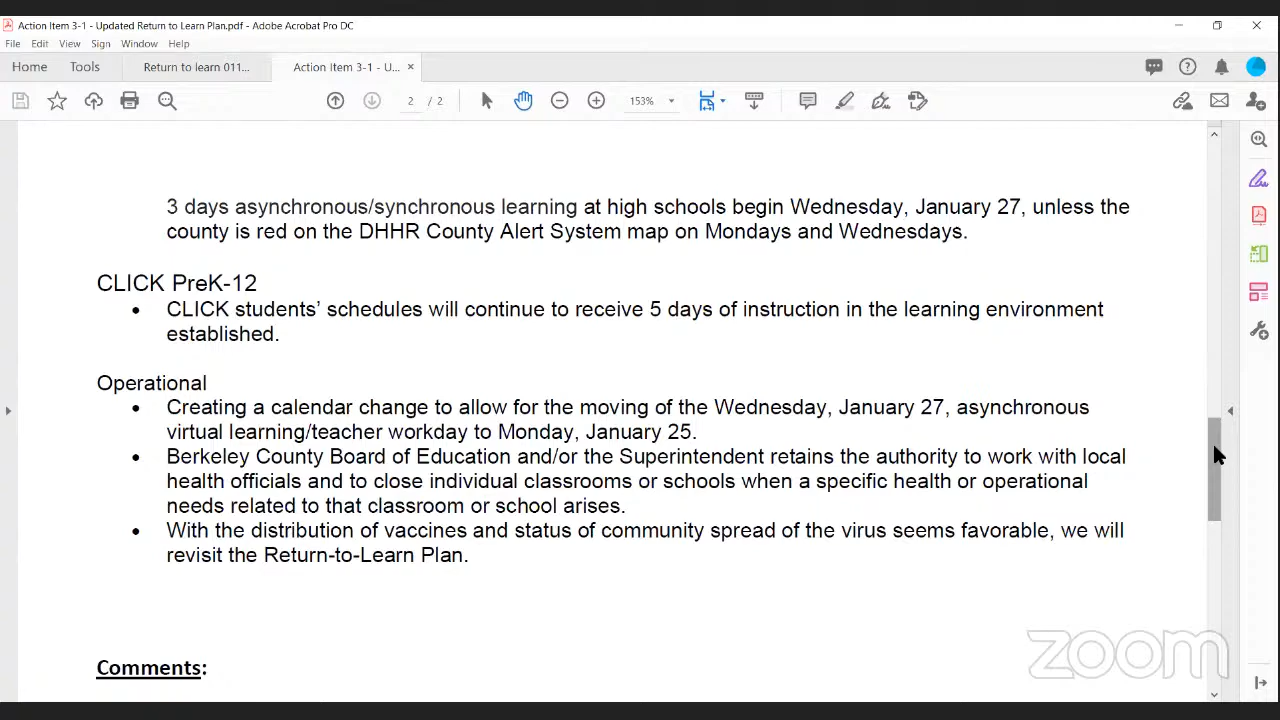 Action Item 3-1 - Updated Return to Learn Plan.pdf - Adobe Acrobat Pro DC
File Edit View Sign Window Help
Home Tools Return to learn 011... Action Item 3-1 - U... ×
2 / 2 153%
3 days asynchronous/synchronous learning at high schools begin Wednesday, January 27, unless the
county is red on the DHHR County Alert System map on Mondays and Wednesdays.
CLICK PreK-12
• CLICK students’ schedules will continue to receive 5 days of instruction in the learning environment
established.
Operational
• Creating a calendar change to allow for the moving of the Wednesday, January 27, asynchronous
virtual learning/teacher workday to Monday, January 25.
• Berkeley County Board of Education and/or the Superintendent retains the authority to work with local
health officials and to close individual classrooms or schools when a specific health or operational
needs related to that classroom or school arises.
• With the distribution of vaccines and status of community spread of the virus seems favorable, we will
revisit the Return-to-Learn Plan.
zoom
Comments: